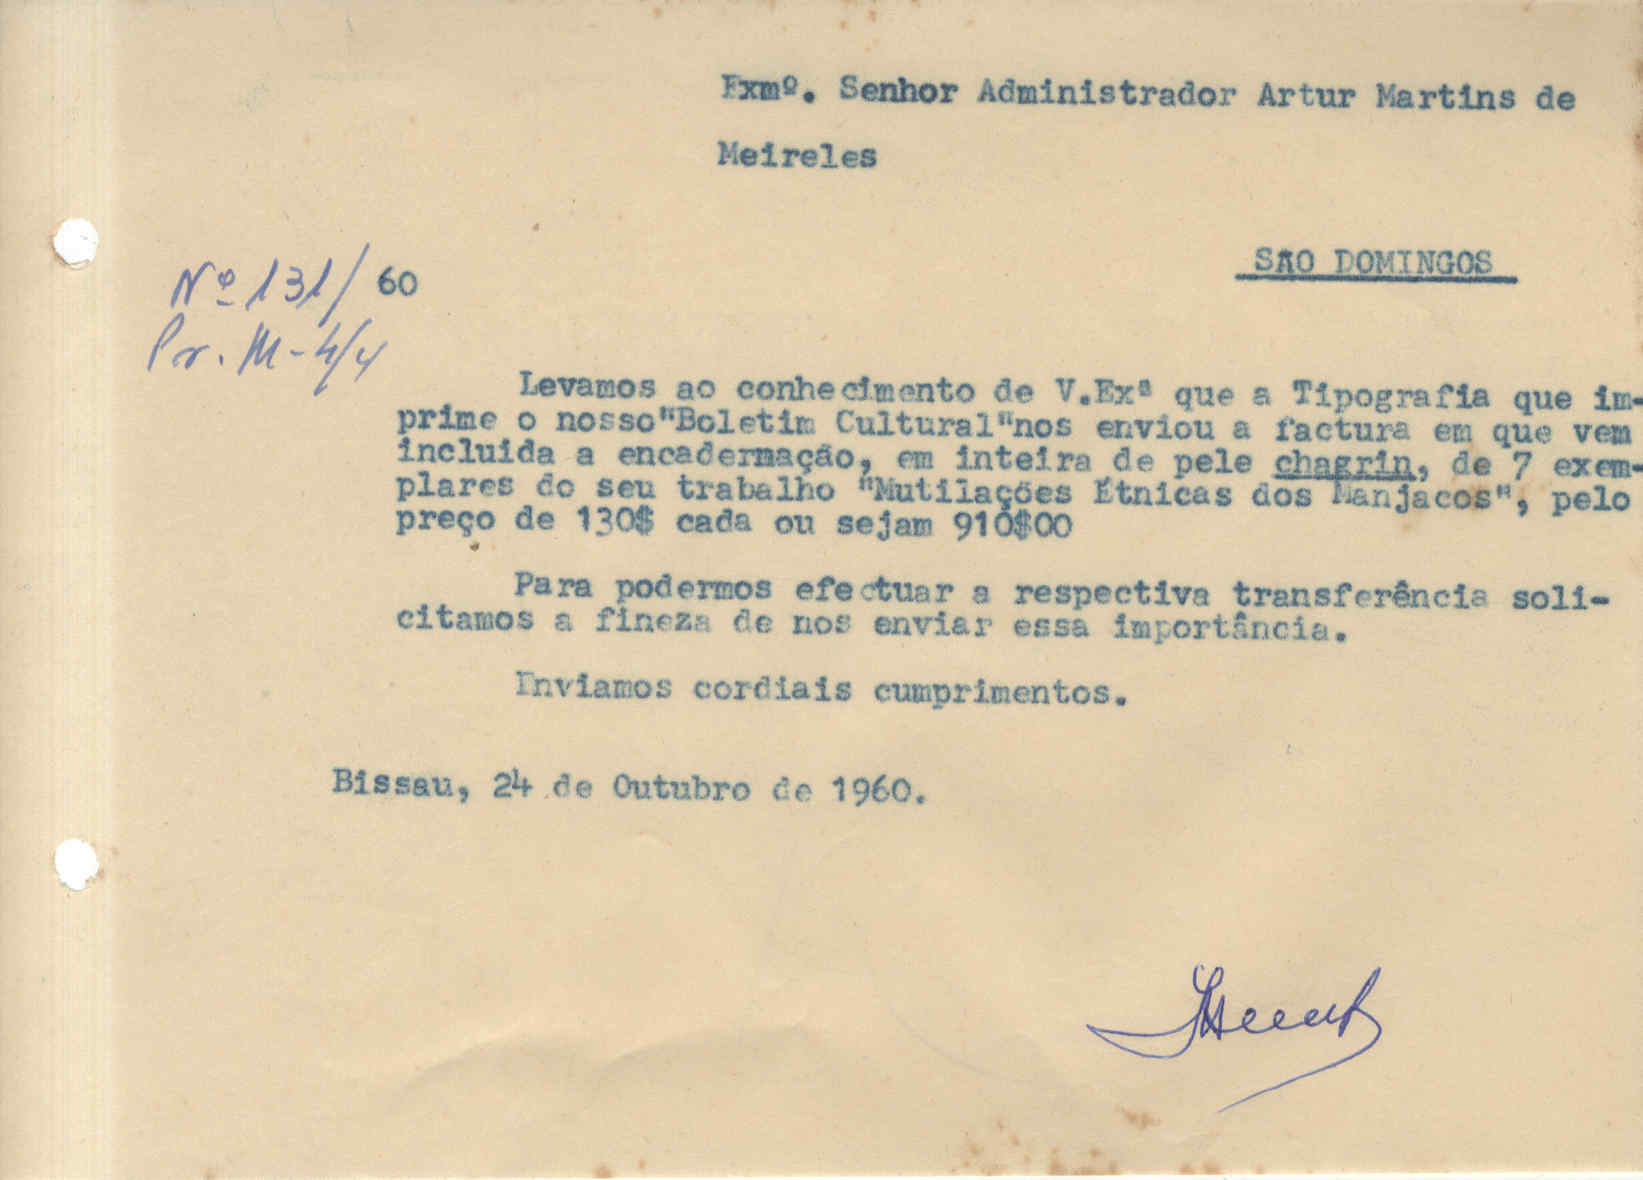 Exmº. Senhor Administrador Artur Martins de
Meireles
SÃO DOMINGOS
Nº 131/60
Pr. M-4/4
Levamos ao conhecimento de V.Exª que a Tipografia que im-
prime o nosso"Boletim Cultural"nos enviou a factura em que vem
incluida a encadernação, em inteira de pele chagrin, de 7 exem-
plares do seu trabalho "Mutilações Étnicas dos Manjacos", pelo
preço de 130$ cada ou sejam 910$00
Para podermos efectuar a respectiva transferência soli-
citamos a fineza de nos enviar essa importância.
Enviamos cordiais cumprimentos.
Bissau, 24 de Outubro de 1960.